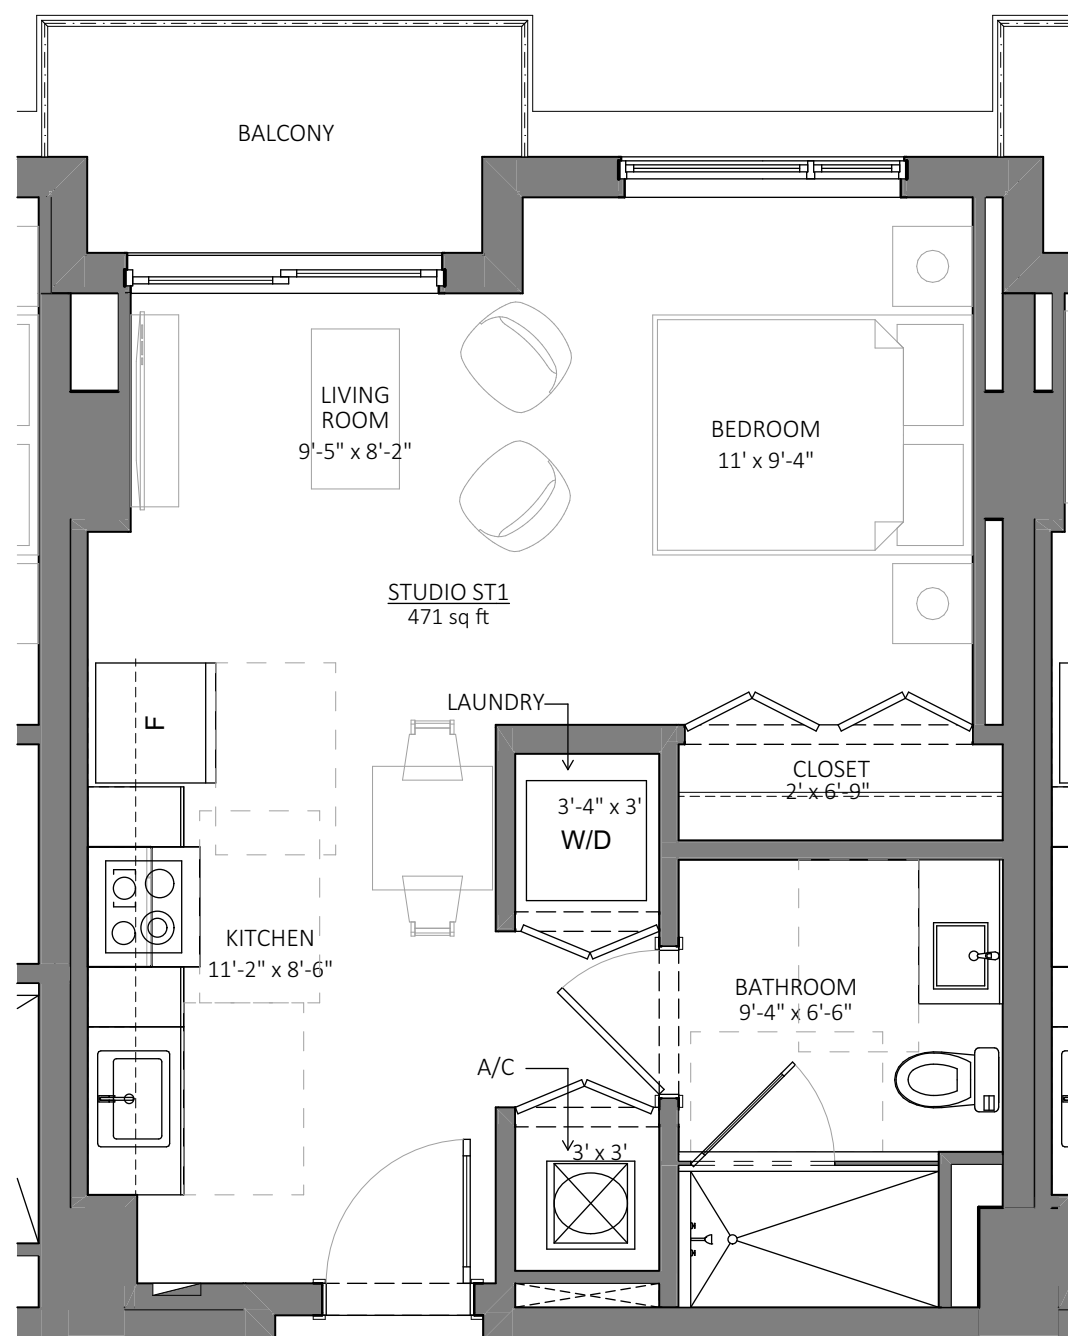 BALCONY
LIVING
ROOM
9'-5" x 8'-2"
BEDROOM
11' x 9'-4"
STUDIO ST1
471 sq ft
F
LAUNDRY
3'-4" x 3'
W/D
CLOSET
2' x 6'-9"
KITCHEN
11'-2" x 8'-6"
BATHROOM
9'-4" x 6'-6"
A/C
3' x 3'